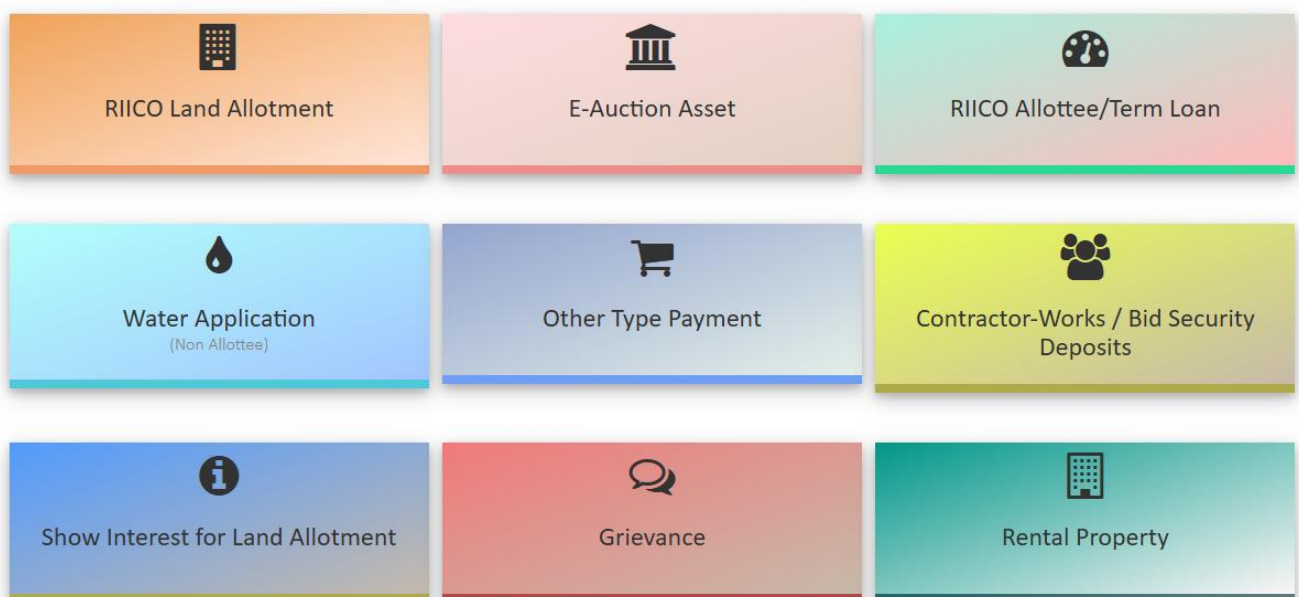 RIICO Land Allotment
E-Auction Asset
RIICO Allottee/Term Loan
Water Application
(Non Allottee)
Other Type Payment
Contractor-Works / Bid Security
Deposits
Show Interest for Land Allotment
Grievance
Rental Property